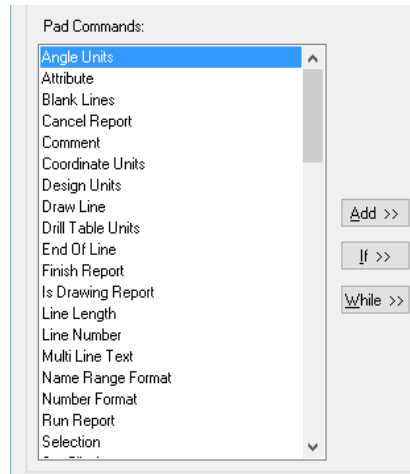 Pad Commands:
Angle Units
Attribute
Blank Lines
Cancel Report
Comment
Coordinate Units
Design Units
Draw Line
Drill Table Units
End Of Line
Finish Report
Is Drawing Report
Line Length
Line Number
Multi Line Text
Name Range Format
Number Format
Run Report
Selection
Add >>
If >>
While >>